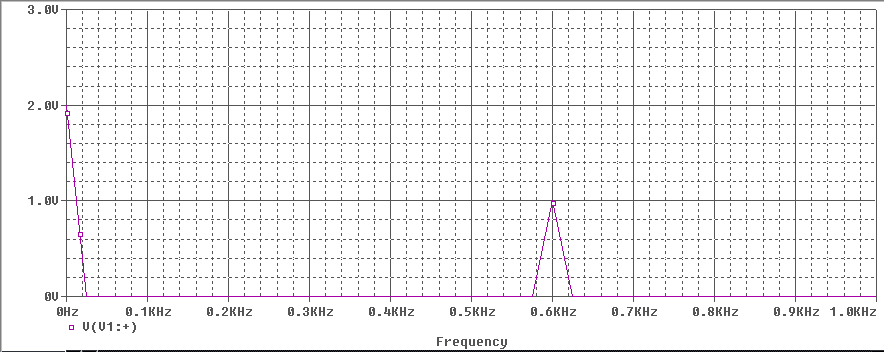 3.0V
2.0V
1.0V
0V
0Hz 0.1KHz 0.2KHz 0.3KHz 0.4KHz 0.5KHz 0.6KHz 0.7KHz 0.8KHz 0.9KHz 1.0KHz
V(V1:+)
Frequency